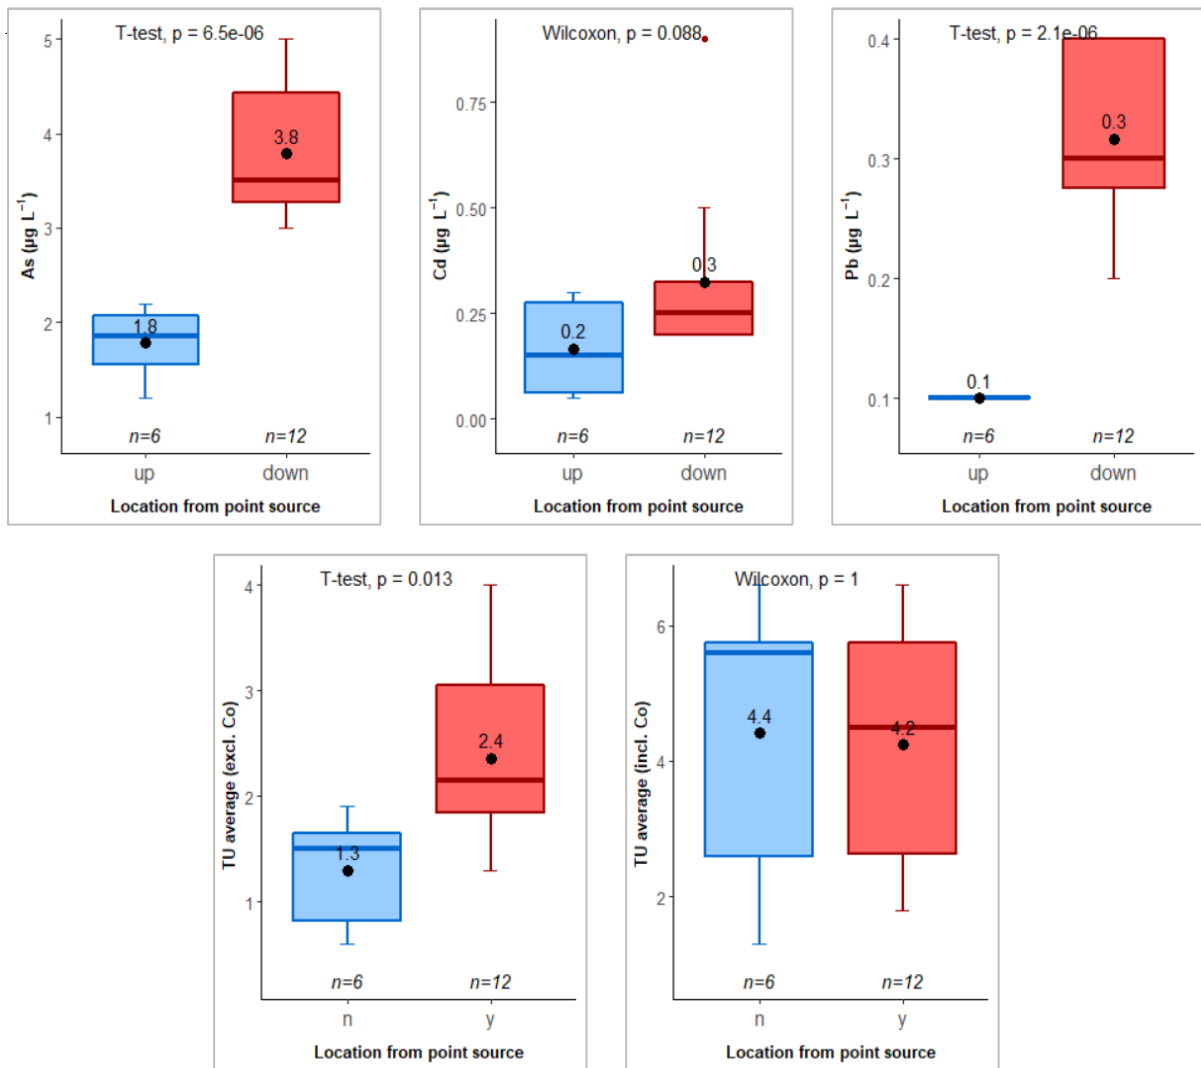 T-test, p = 6.5e-06
5
4
3
2
1
As (µg L⁻¹)
3.8
1.8
n=6
n=12
up
down
Location from point source
Wilcoxon, p = 0.088
0.75
0.50
0.25
0.00
Cd (µg L⁻¹)
0.3
0.2
n=6
n=12
up
down
Location from point source
T-test, p = 2.1e-06
0.4
0.3
0.2
0.1
Pb (µg L⁻¹)
0.3
0.1
n=6
n=12
up
down
Location from point source
T-test, p = 0.013
4
3
2
1
TU average (excl. Co)
2.4
1.3
n=6
n=12
n
y
Location from point source
Wilcoxon, p = 1
6
4
2
TU average (incl. Co)
4.4
4.2
n=6
n=12
n
y
Location from point source